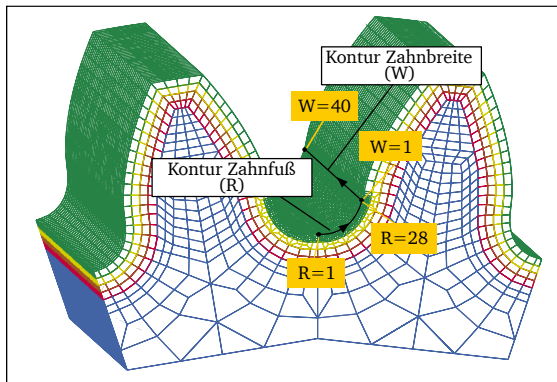 Kontur Zahnbreite
(W)
W=40
W=1
Kontur Zahnfuß
(R)
R=28
R=1